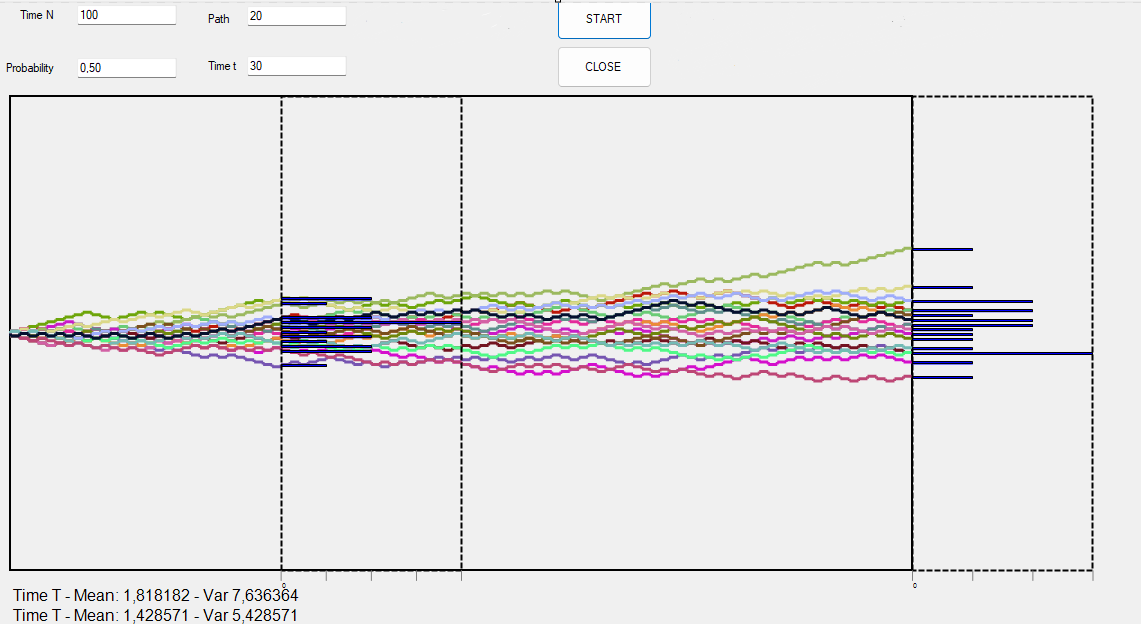 Time N 100 Path 20 START
Probability 0,50 Time t 30 CLOSE
0 0
Time T - Mean: 1,818182 - Var 7,636364
Time T - Mean: 1,428571 - Var 5,428571